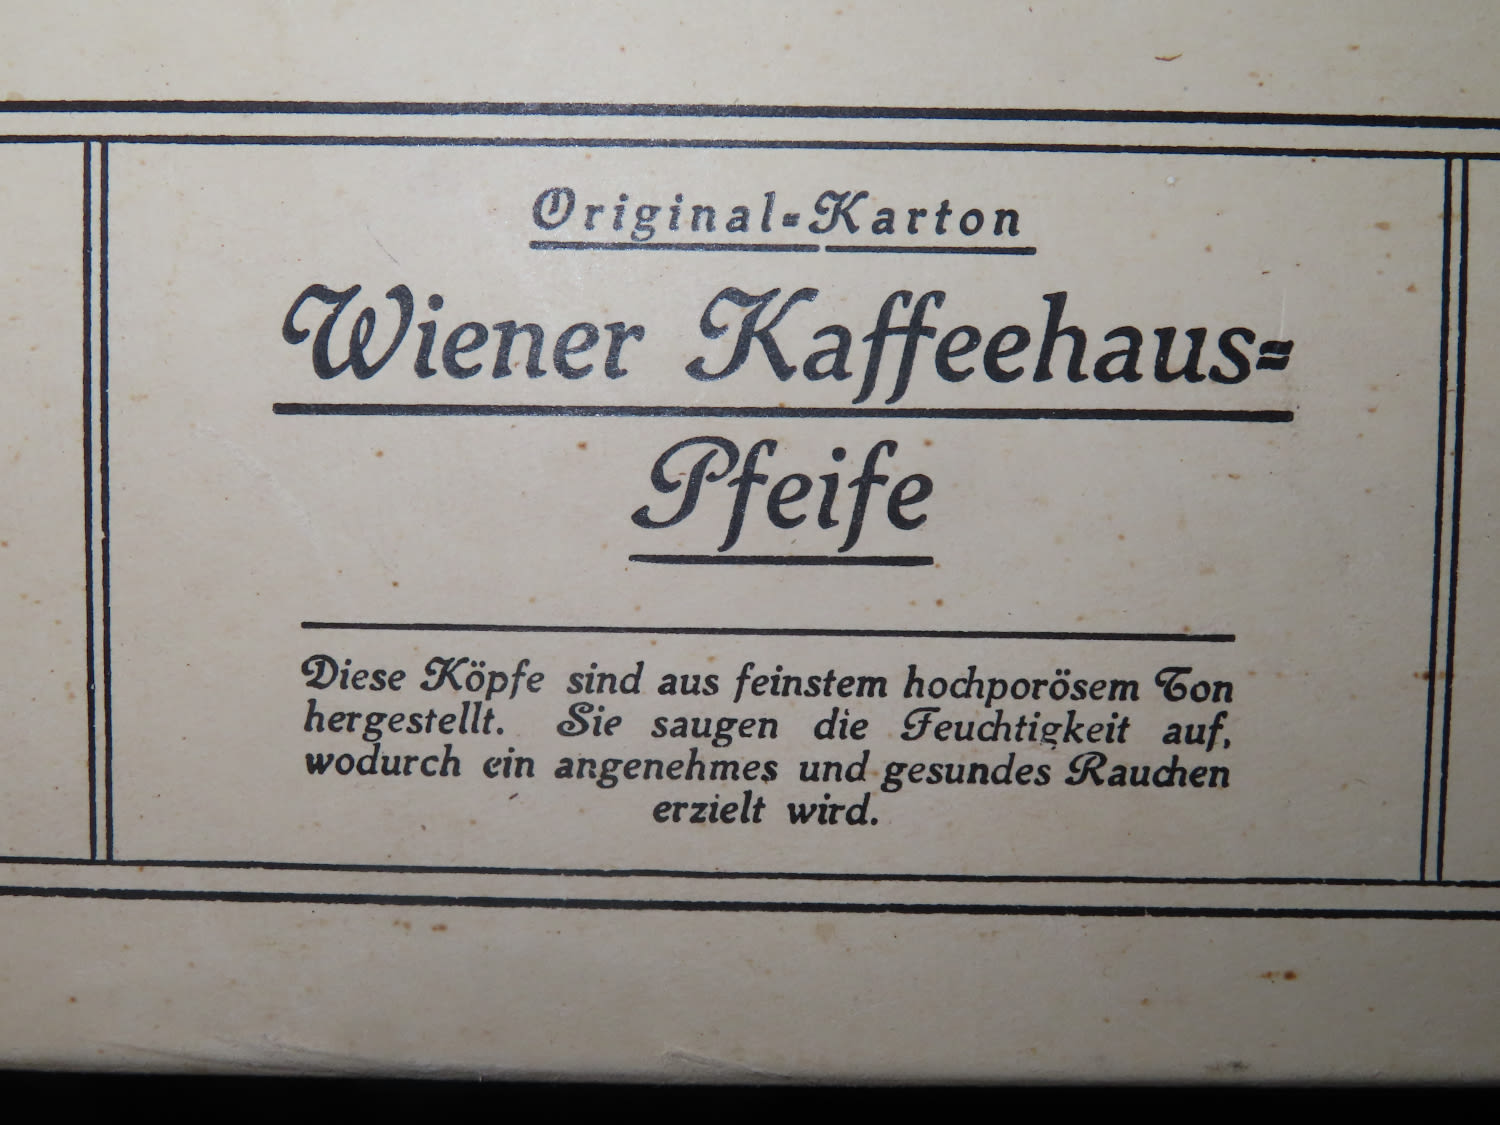 Original=Karton
Wiener Kaffeehaus=
Pfeife
Diese Köpfe sind aus feinstem hochporösem Ton
hergestellt. Sie saugen die Feuchtigkeit auf,
wodurch ein angenehmes und gesundes Rauchen
erzielt wird.